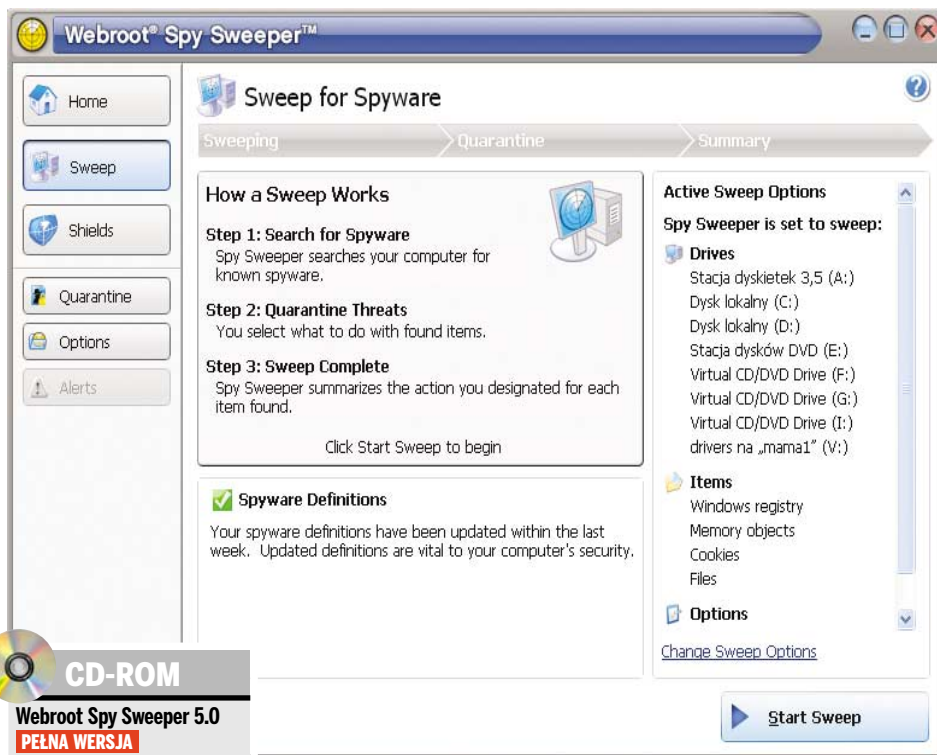 Webroot® Spy Sweeper™
Home
Sweep
Shields
Quarantine
Options
Alerts
Sweep for Spyware
Sweeping
Quarantine
Summary
How a Sweep Works
Step 1: Search for Spyware
Spy Sweeper searches your computer for
known spyware.
Step 2: Quarantine Threats
You select what to do with found items.
Step 3: Sweep Complete
Spy Sweeper summarizes the action you designated for each
item found.
Click Start Sweep to begin
Spyware Definitions
Your spyware definitions have been updated within the last
week. Updated definitions are vital to your computer's security.
Active Sweep Options
Spy Sweeper is set to sweep:
Drives
Stacja dyskietek 3,5 (A:)
Dysk lokalny (C:)
Dysk lokalny (D:)
Stacja dysków DVD (E:)
Virtual CD/DVD Drive (F:)
Virtual CD/DVD Drive (G:)
Virtual CD/DVD Drive (I:)
drivers na „mama1” (V:)
Items
Windows registry
Memory objects
Cookies
Files
Options
Change Sweep Options
Start Sweep
CD-ROM
Webroot Spy Sweeper 5.0
PEŁNA WERSJA